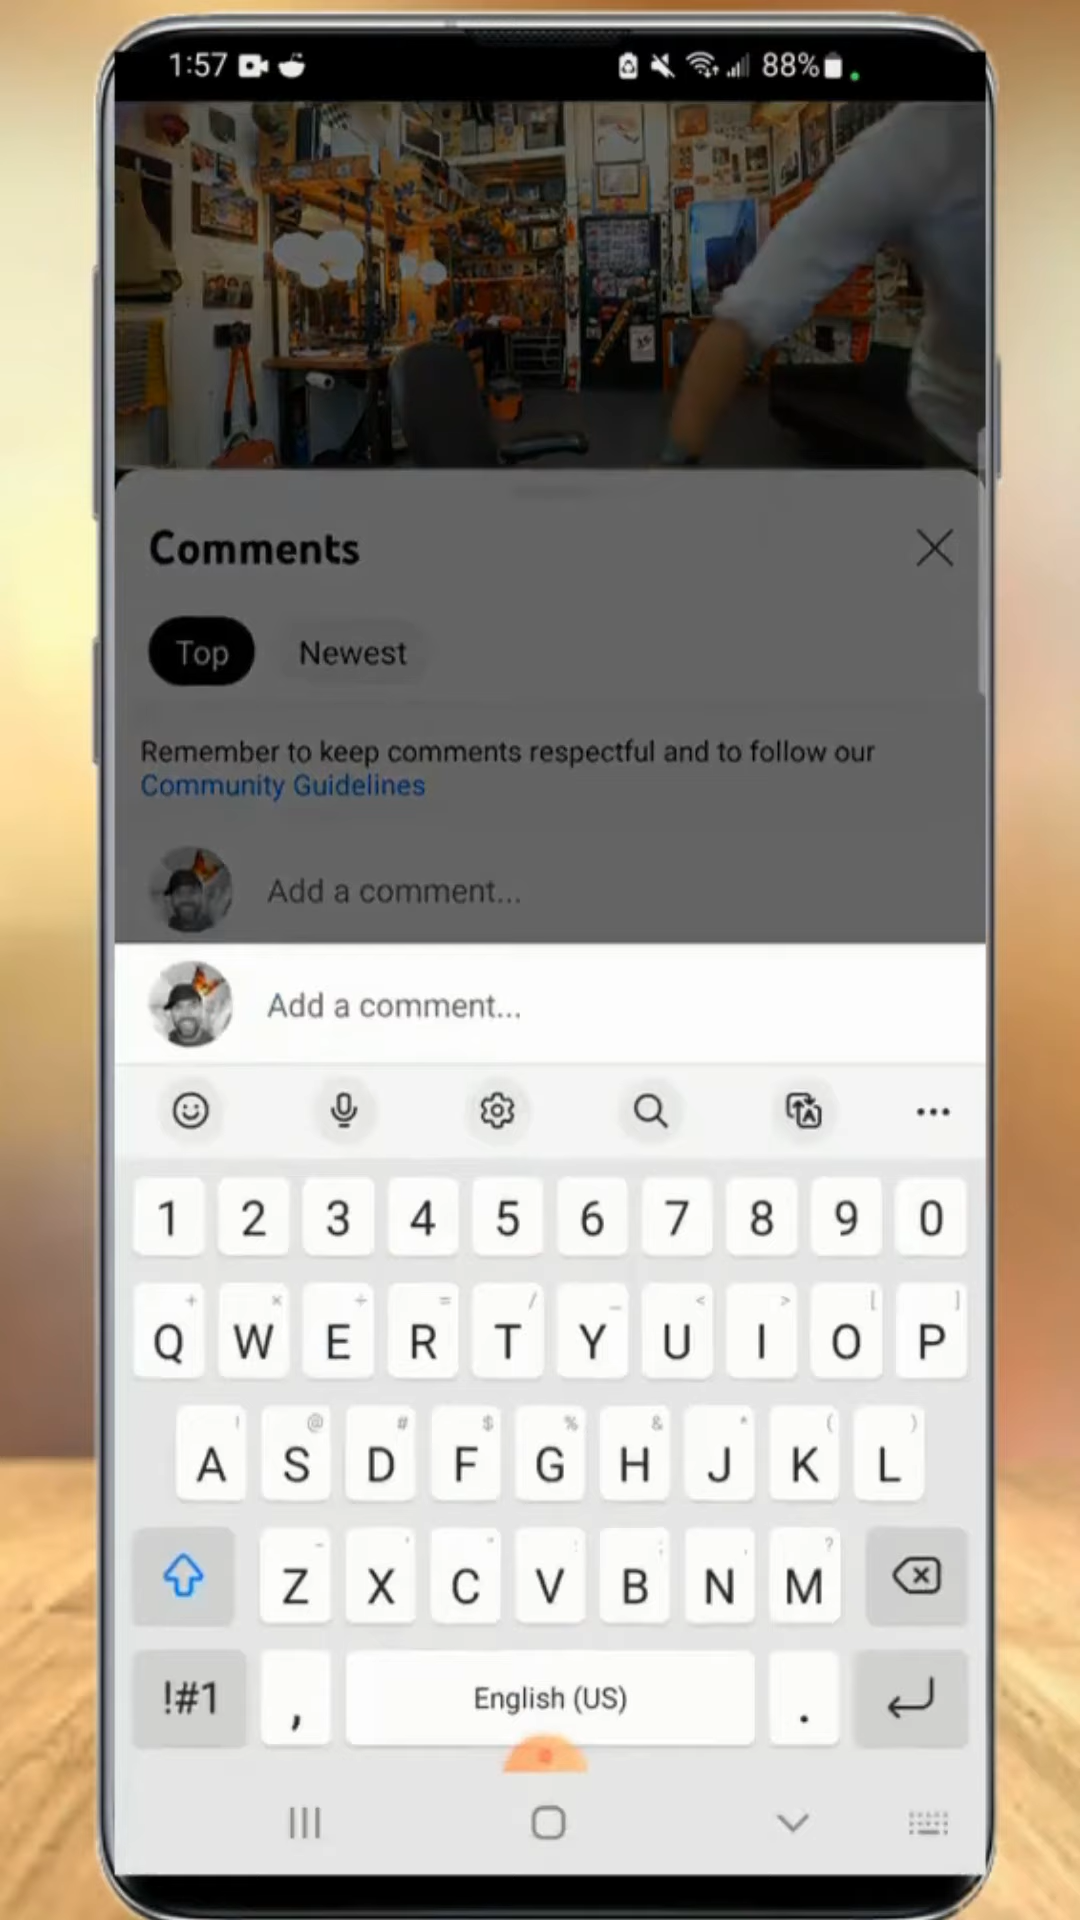 1:57 88%
Comments
Top Newest
Remember to keep comments respectful and to follow our
Community Guidelines
Add a comment...
Add a comment...
1 2 3 4 5 6 7 8 9 0
+ × ÷ = / _ < > [ ]
Q W E R T Y U I O P
! @ # $ % & * ( )
A S D F G H J K L
- ' " : ; , ?
Z X C V B N M
!#1 , English (US) .